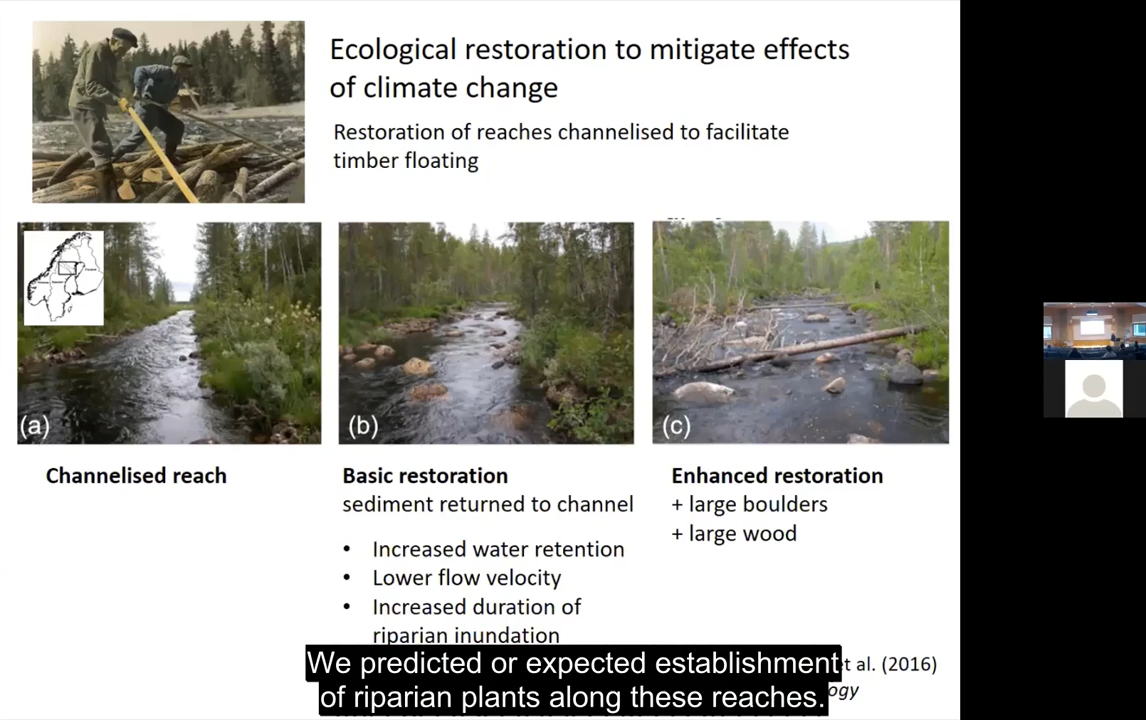 Ecological restoration to mitigate effects
of climate change
Restoration of reaches channelised to facilitate
timber floating
(a)
(b)
(c)
Channelised reach
Basic restoration
sediment returned to channel
• Increased water retention
• Lower flow velocity
• Increased duration of
riparian inundation
Enhanced restoration
+ large boulders
+ large wood
et al. (2016)
We predicted or expected establishment
of riparian plants along these reaches.